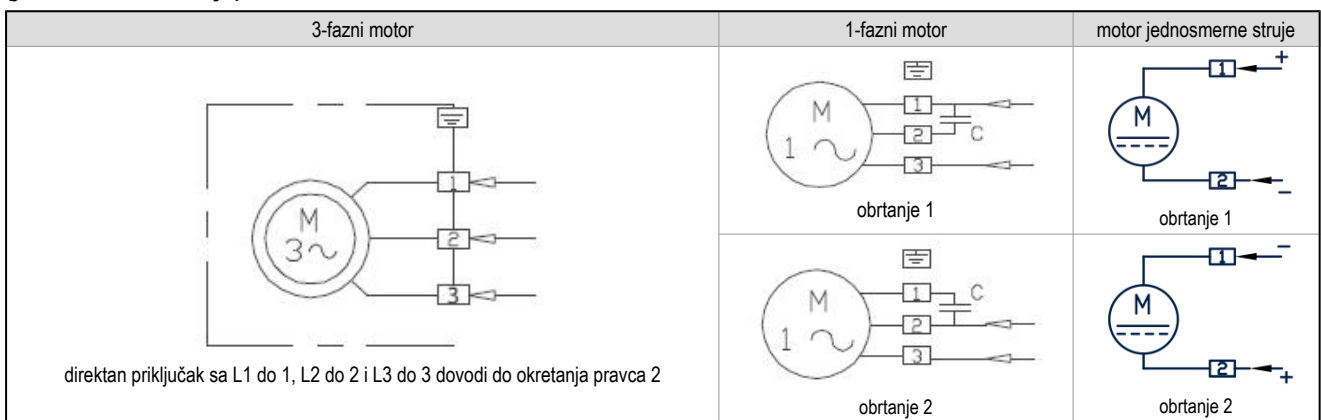 3-fazni motor
1-fazni motor
motor jednosmerne struje
M
3~
1
2
3
direktan priključak sa L1 do 1, L2 do 2 i L3 do 3 dovodi do okretanja pravca 2
M
1 ~
1
2
3
C
obrtanje 1
1
+
M
2
–
obrtanje 1
M
1 ~
1
2
3
C
obrtanje 2
1
–
M
2
+
obrtanje 2